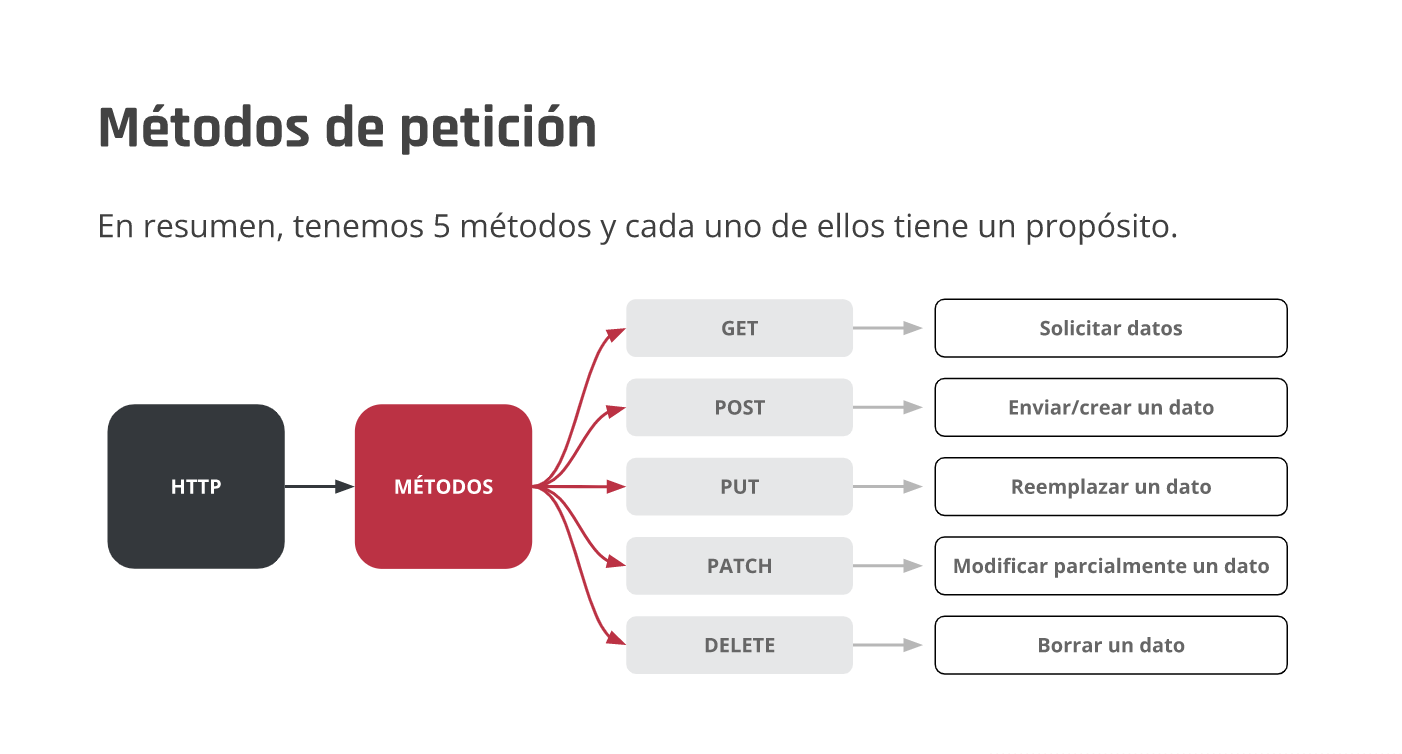 Métodos de petición
En resumen, tenemos 5 métodos y cada uno de ellos tiene un propósito.
HTTP
MÉTODOS
GET
Solicitar datos
POST
Enviar/crear un dato
PUT
Reemplazar un dato
PATCH
Modificar parcialmente un dato
DELETE
Borrar un dato